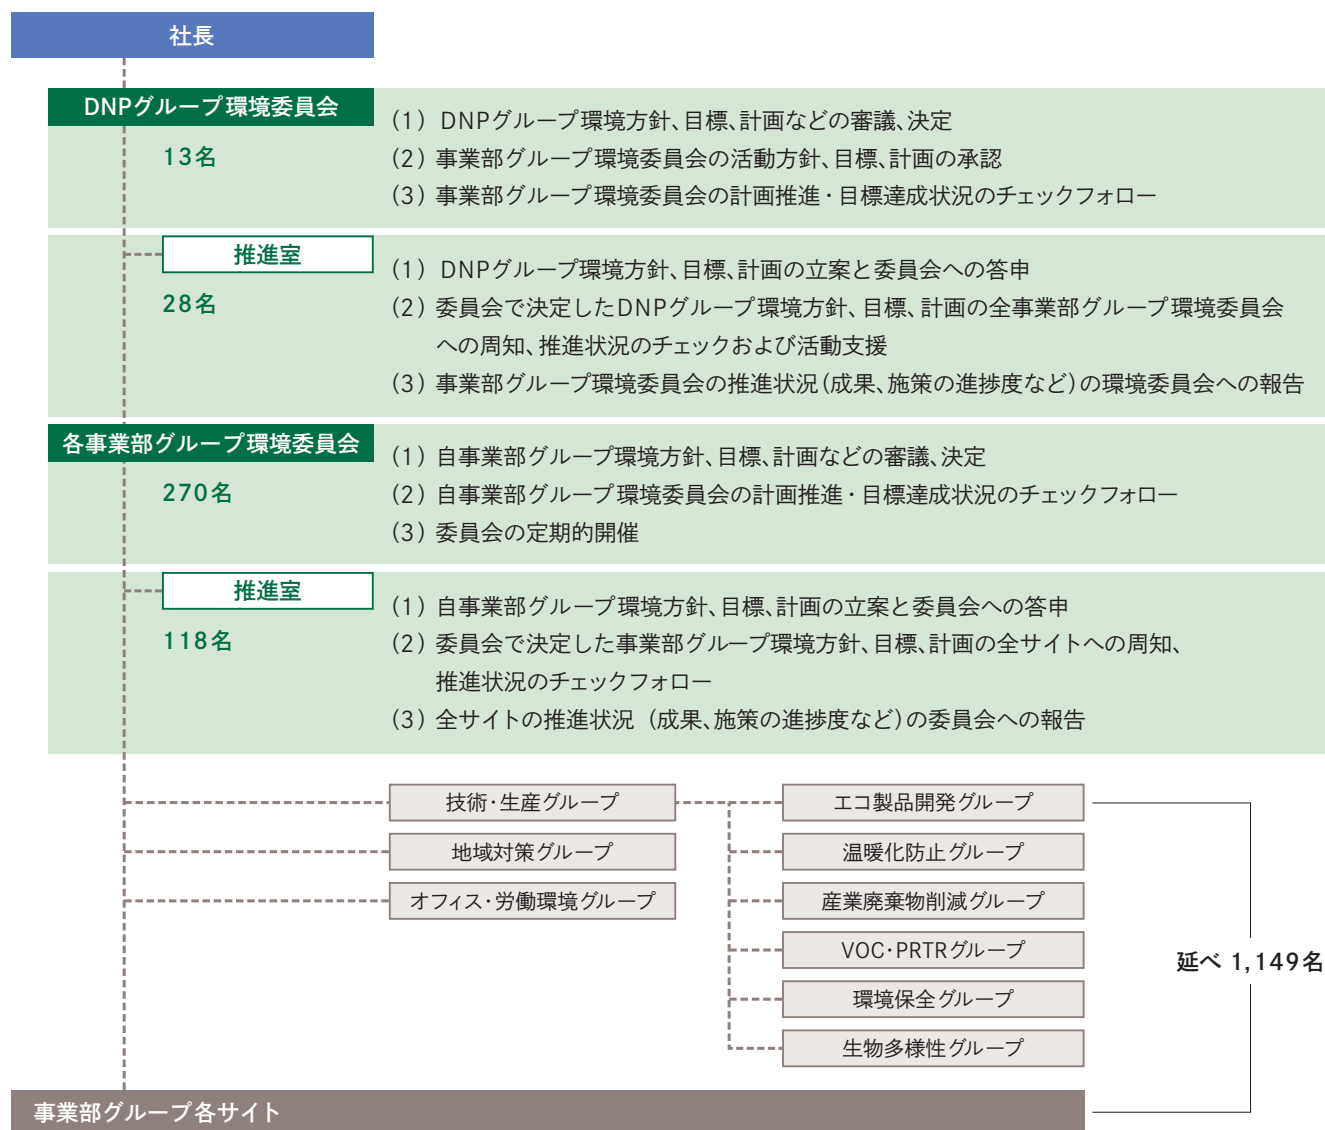 社長
DNPグループ環境委員会
13名
(1) DNPグループ環境方針、目標、計画などの審議、決定
(2) 事業部グループ環境委員会の活動方針、目標、計画の承認
(3) 事業部グループ環境委員会の計画推進・目標達成状況のチェックフォロー
推進室
28名
(1) DNPグループ環境方針、目標、計画の立案と委員会への答申
(2) 委員会で決定したDNPグループ環境方針、目標、計画の全事業部グループ環境委員会
への周知、推進状況のチェックおよび活動支援
(3) 事業部グループ環境委員会の推進状況(成果、施策の進捗度など)の環境委員会への報告
各事業部グループ環境委員会
270名
(1) 自事業部グループ環境方針、目標、計画などの審議、決定
(2) 自事業部グループ環境委員会の計画推進・目標達成状況のチェックフォロー
(3) 委員会の定期的開催
推進室
118名
(1) 自事業部グループ環境方針、目標、計画の立案と委員会への答申
(2) 委員会で決定した事業部グループ環境方針、目標、計画の全サイトへの周知、
推進状況のチェックフォロー
(3) 全サイトの推進状況 (成果、施策の進捗度など)の委員会への報告
技術・生産グループ
地域対策グループ
オフィス・労働環境グループ
エコ製品開発グループ
温暖化防止グループ
産業廃棄物削減グループ
VOC・PRTRグループ
環境保全グループ
生物多様性グループ
延べ 1,149名
事業部グループ各サイト